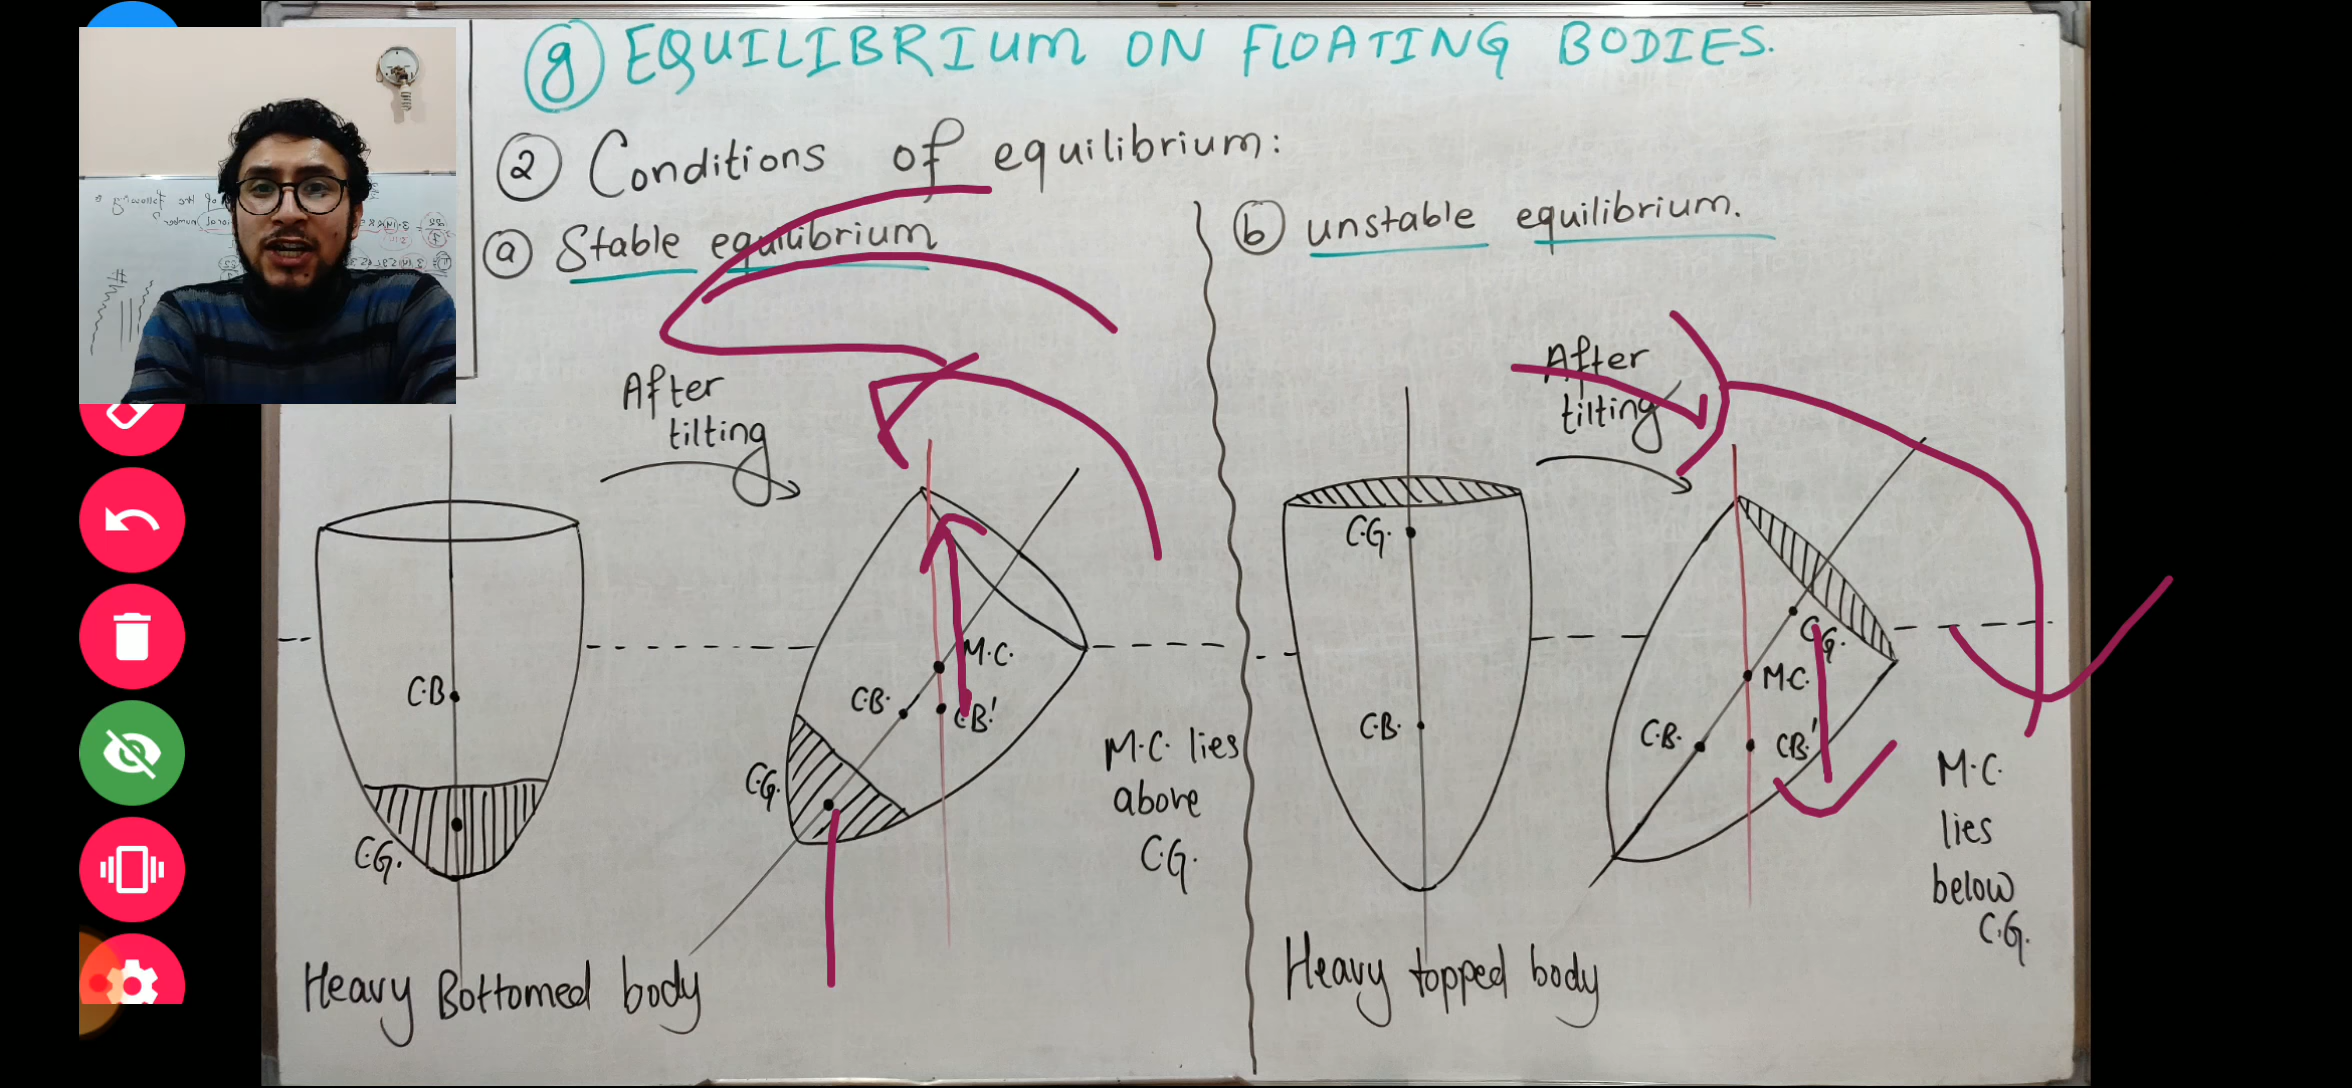 g EQUILIBRIUM ON FLOATING BODIES.
2 Conditions of equilibrium:
a Stable equilibrium
After
tilting
C.B
C.G.
M.C.
C.B.
C.B.'
C.G.
M.C. lies
above
C.G.
Heavy Bottomed body
b unstable equilibrium.
After
tilting
C.G.
C.B.
C.G.
M.C.
C.B.
C.B.'
M.C.
lies
below
C.G.
Heavy topped body